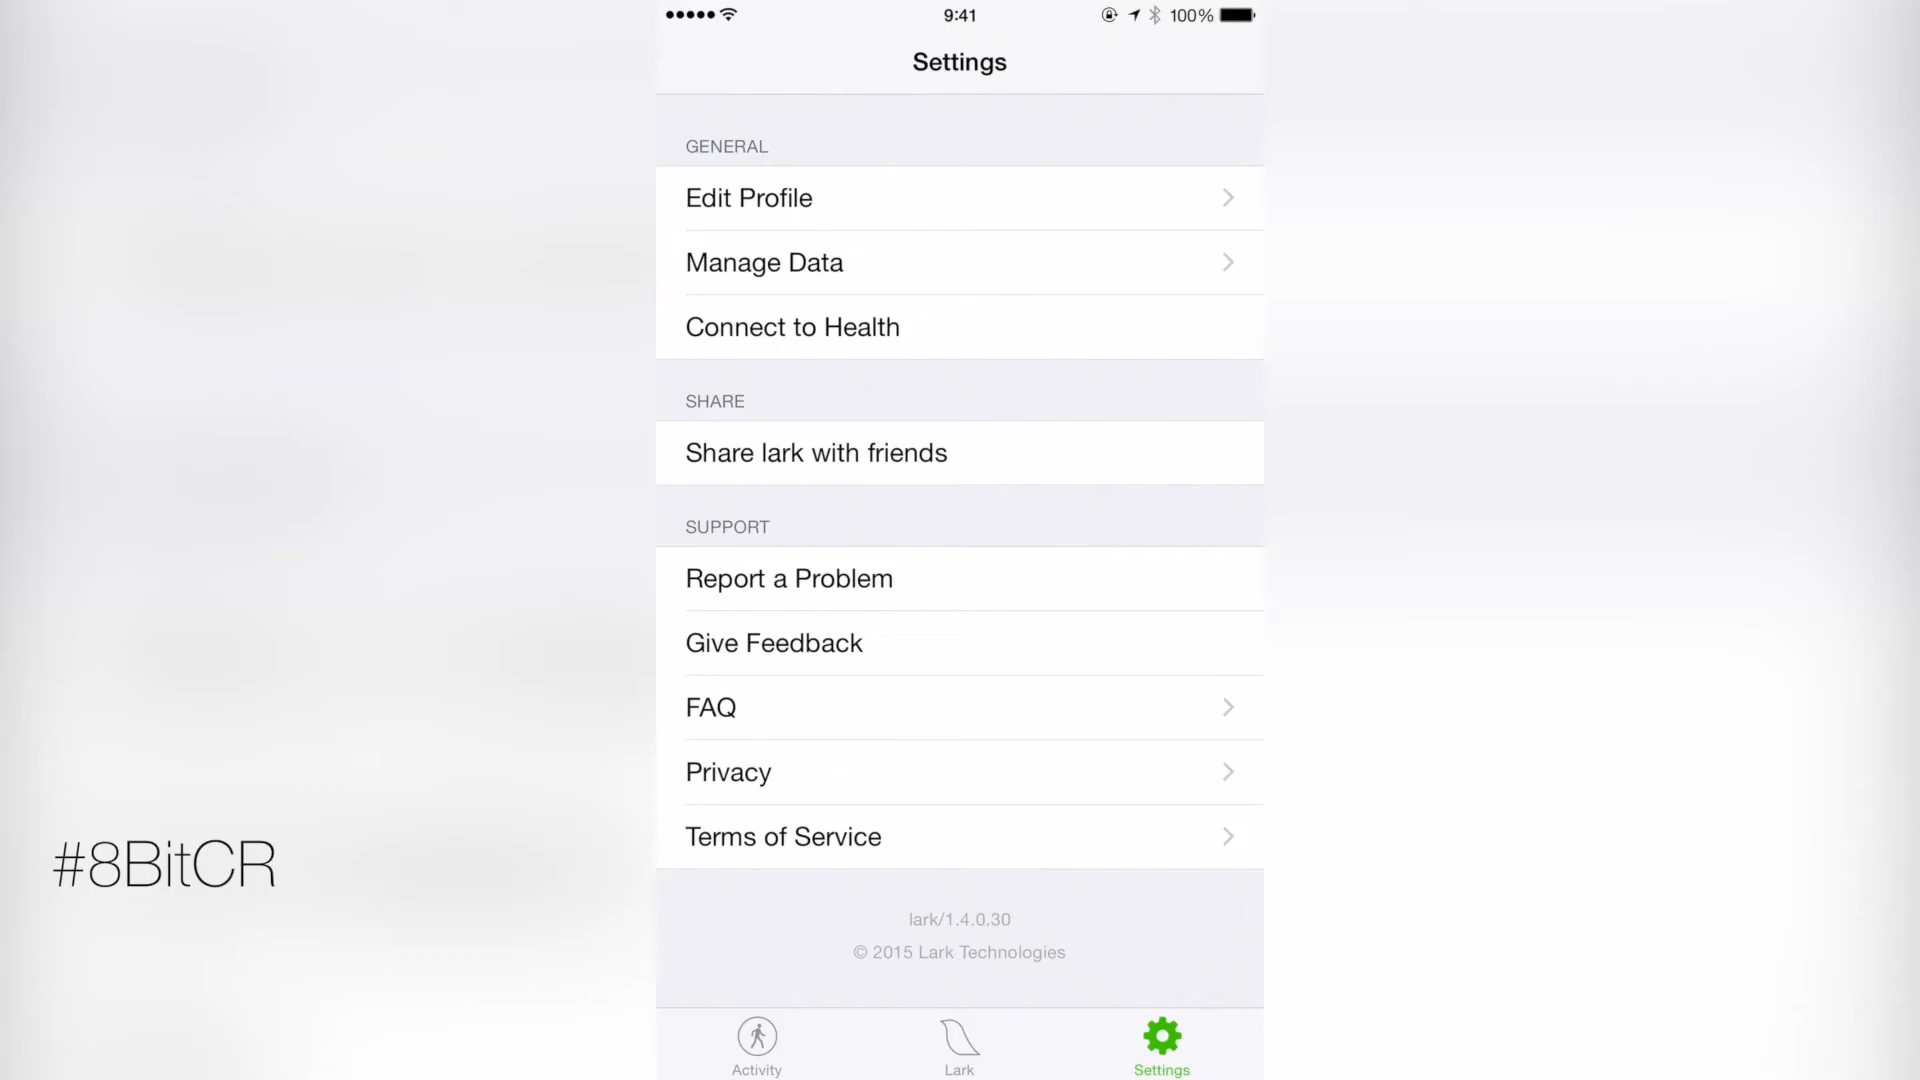 9:41
100%
Settings
GENERAL
Edit Profile
Manage Data
Connect to Health
SHARE
Share lark with friends
SUPPORT
Report a Problem
Give Feedback
FAQ
Privacy
Terms of Service
#8BitCR
lark/1.4.0.30
© 2015 Lark Technologies
Activity
Lark
Settings